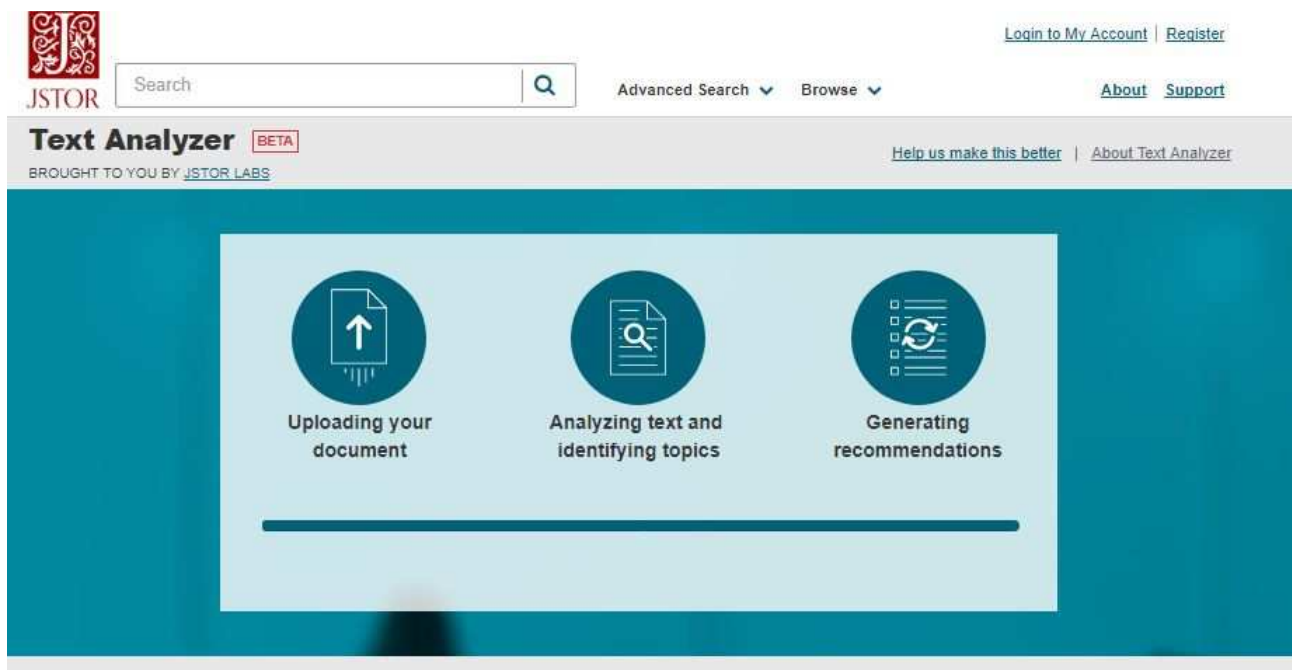 Login to My Account | Register
JSTOR
Search
Advanced Search
Browse
About Support
Text Analyzer BETA
BROUGHT TO YOU BY JSTOR LABS
Help us make this better | About Text Analyzer
Uploading your
document
Analyzing text and
identifying topics
Generating
recommendations